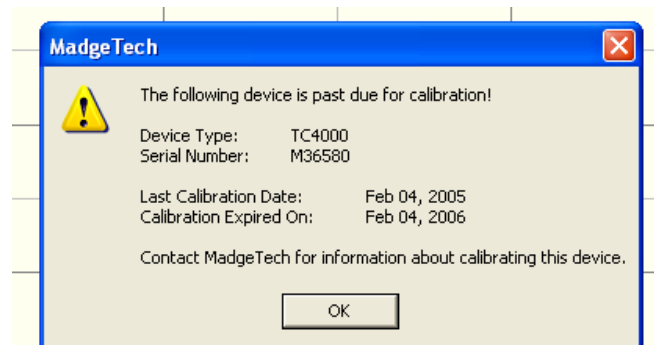 MadgeTech
The following device is past due for calibration!
Device Type: TC4000
Serial Number: M36580
Last Calibration Date: Feb 04, 2005
Calibration Expired On: Feb 04, 2006
Contact MadgeTech for information about calibrating this device.
OK